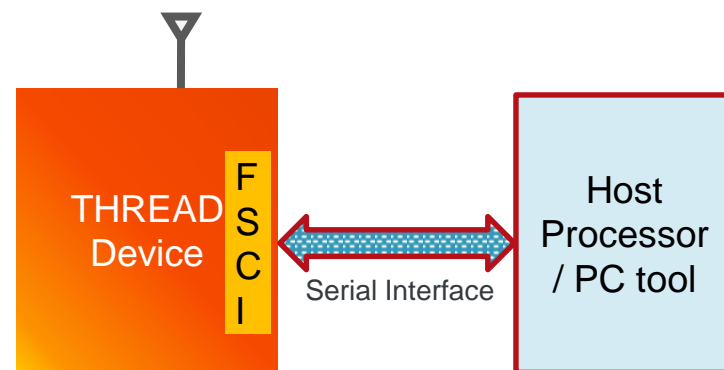 THREAD
Device
F
S
C
I
Serial Interface
Host
Processor
/ PC tool